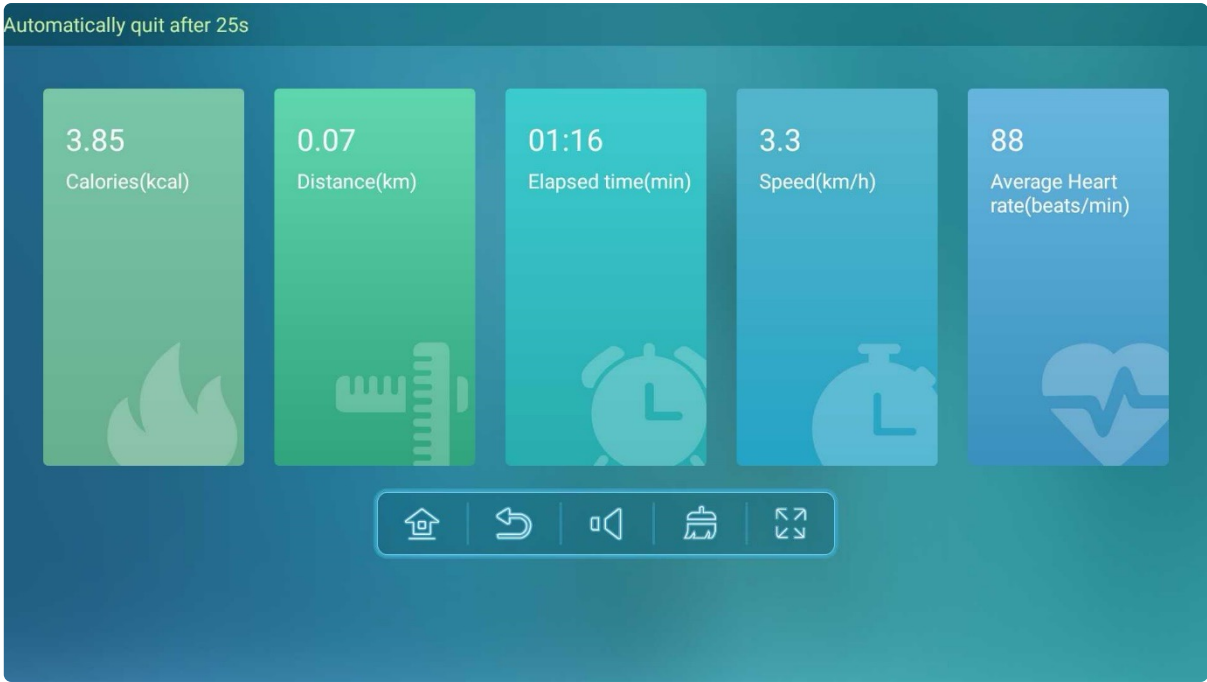 Automatically quit after 25s
3.85
Calories(kcal)
0.07
Distance(km)
01:16
Elapsed time(min)
3.3
Speed(km/h)
88
Average Heart
rate(beats/min)